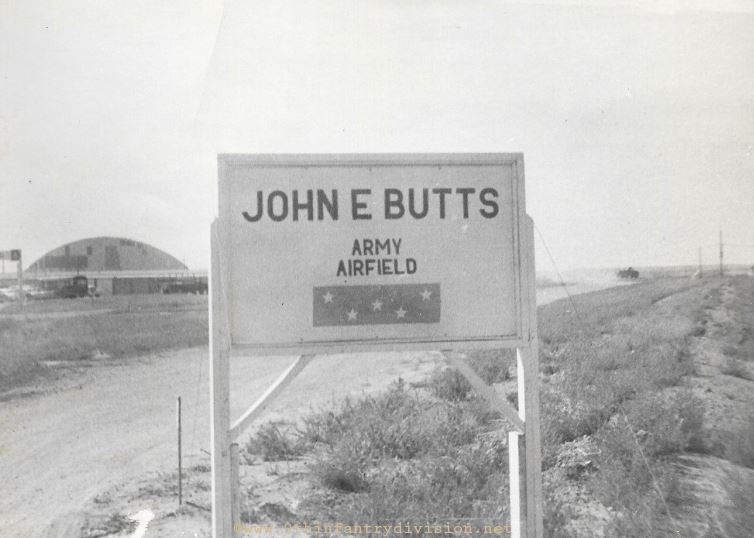 JOHN E BUTTS
ARMY
AIRFIELD
©www.9thinfantrydivision.net